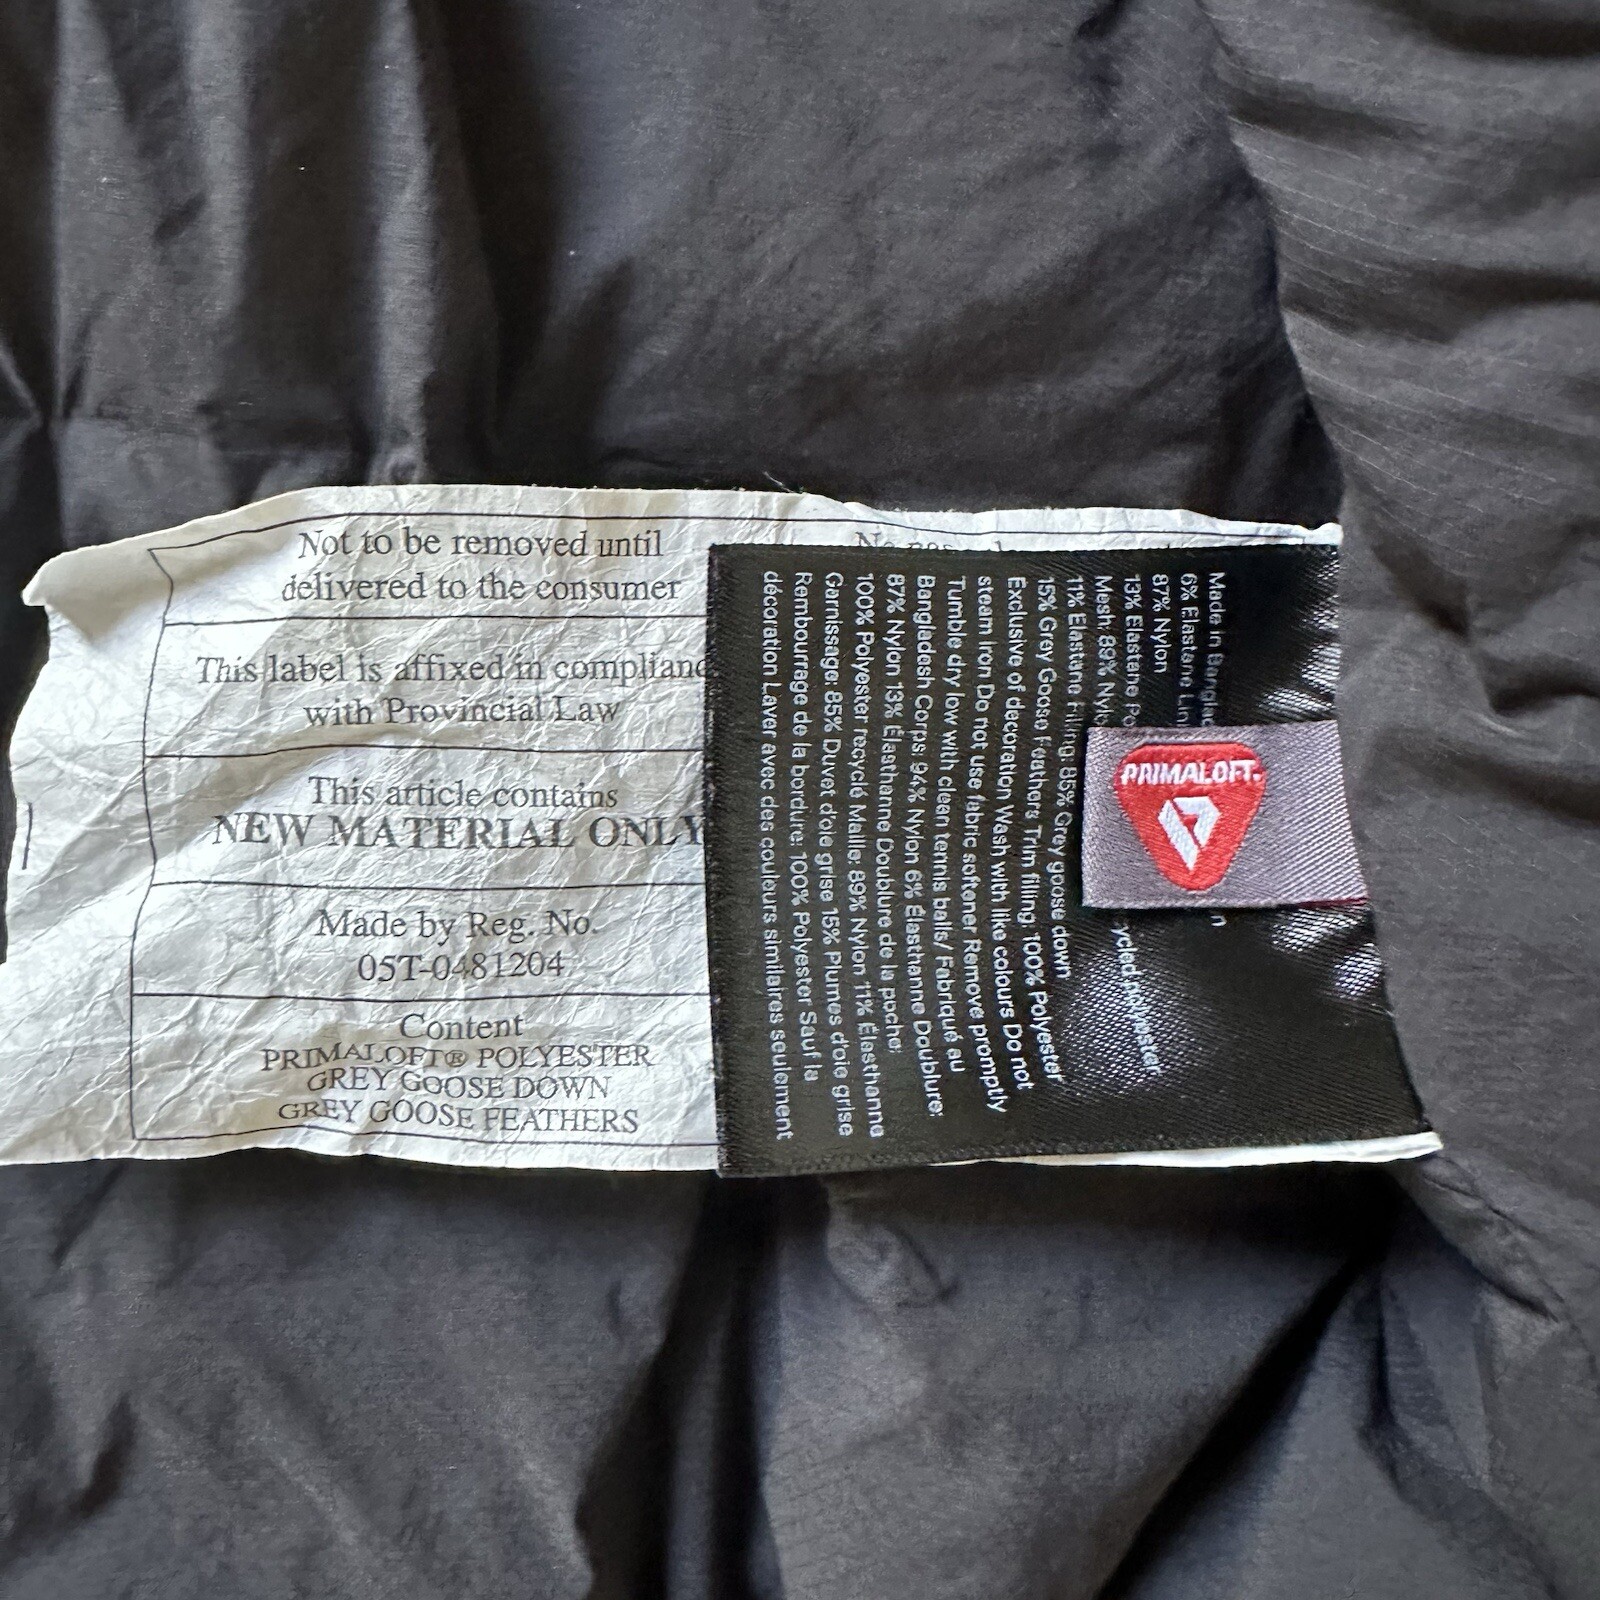 Not to be removed until
delivered to the consumer
This label is affixed in complianc
with Provincial Law
This article contains
NEW MATERIAL ONLY
Made by Reg. No.
05T-0481204
Content
PRIMALOFT® POLYESTER
GREY GOOSE DOWN
GREY GOOSE FEATHERS
Made in
6% Elastane
87% Nylon
13% Elastane
Mesh: 89%
11% Elastane Filling: 85% Grey goose down
15% Grey Goose Feathers Trim filling: 100% Polyester
Exclusive of decoration Wash with like colours Do not
steam iron Do not use fabric softener Remove promptly
Tumble dry low with clean tennis balls/ Fabriqué au
Bangladesh Corps: 94% Nylon 6% Élasthanne Doublure:
87% Nylon 13% Élasthanne Doublure de la poche:
100% Polyester recyclé Maille: 89% Nylon 11% Élasthanne
Garnissage: 85% Duvet d'oie grise 15% Plumes d'oie grise
Rembourrage de la bordure: 100% Polyester Sauf la
décoration Laver avec des couleurs similaires seulement
PRIMALOFT®